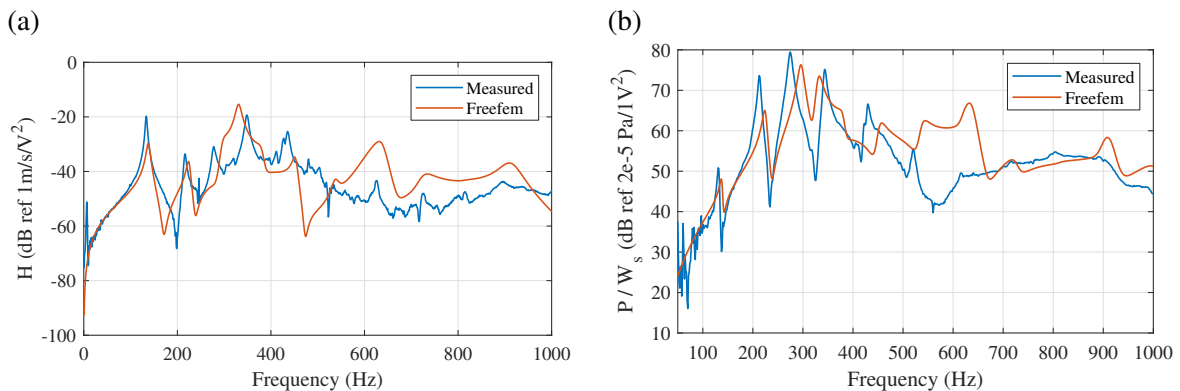 (a)
0
-20
-40
-60
-80
-100
H (dB ref 1m/s/V²)
0 200 400 600 800 1000
Frequency (Hz)
Measured
Freefem
(b)
80
70
60
50
40
30
20
10
P / W_s (dB ref 2e-5 Pa/1V²)
100 200 300 400 500 600 700 800 900 1000
Frequency (Hz)
Measured
Freefem